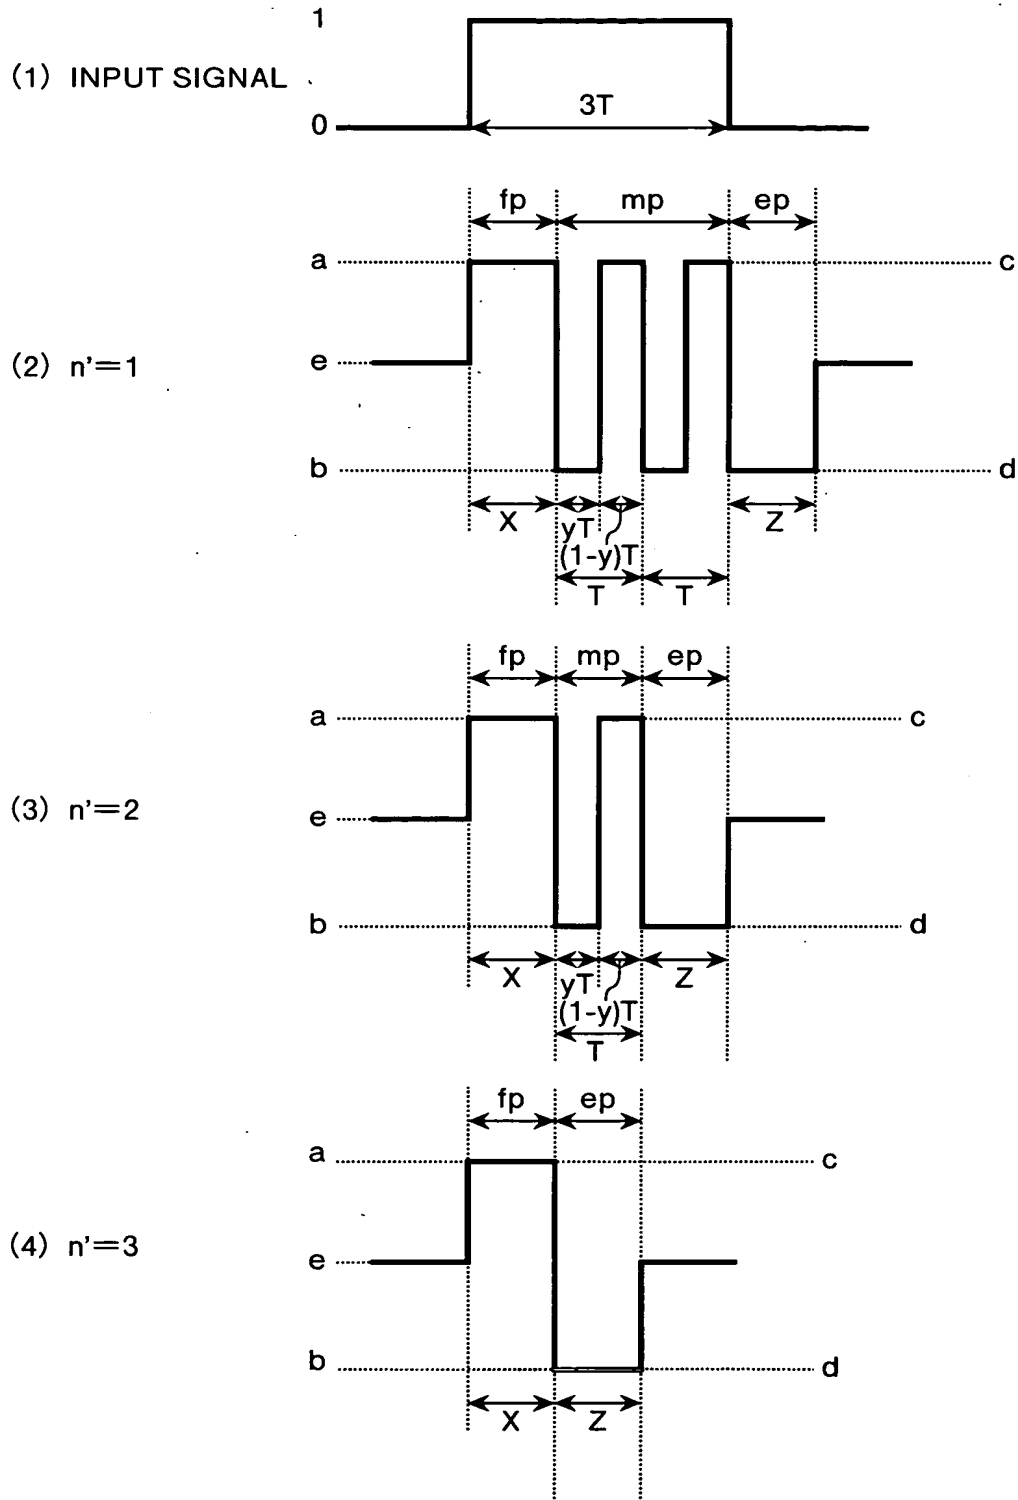 1
(1) INPUT SIGNAL
3T
0
fp mp ep
a c
(2) n'=1
e
b d
X yT Z
(1-y)T
T T
fp mp ep
a c
(3) n'=2
e
b d
X yT Z
(1-y)T
T
fp ep
a c
(4) n'=3
e
b d
X Z